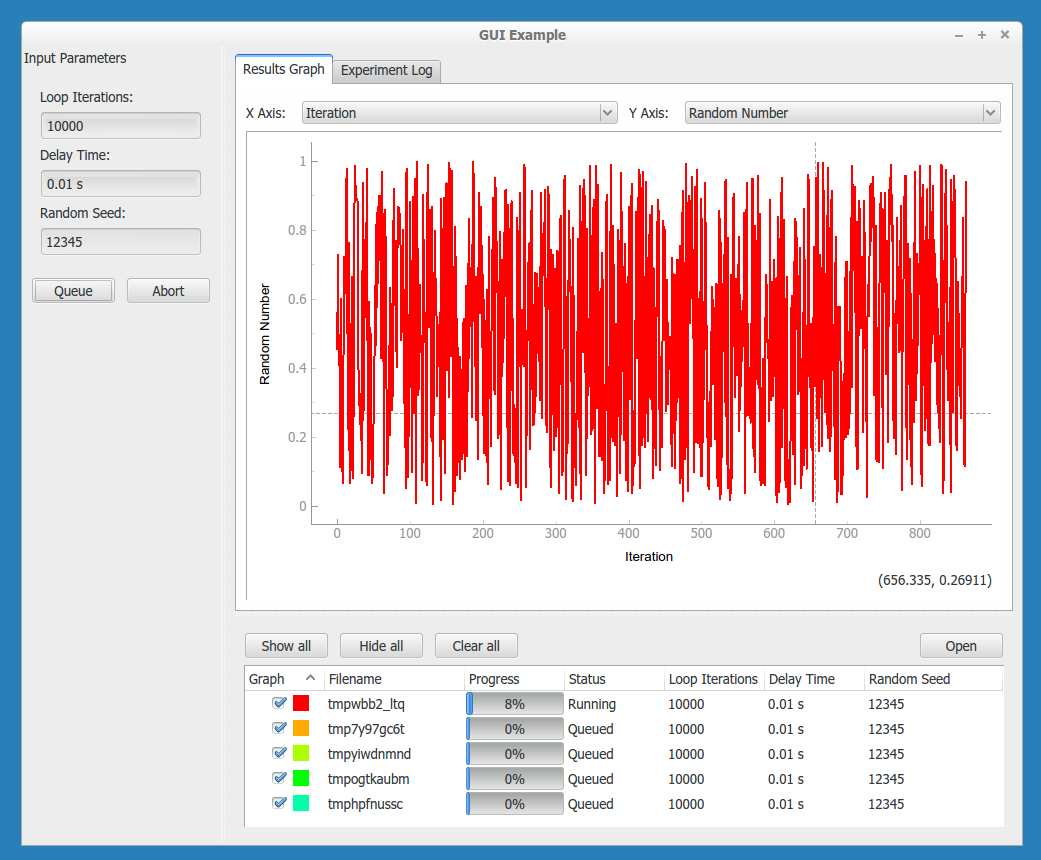 GUI Example
Input Parameters
Loop Iterations:
10000
Delay Time:
0.01 s
Random Seed:
12345
Queue Abort
Results Graph Experiment Log
X Axis: Iteration Y Axis: Random Number
1
0.8
0.6
0.4
0.2
0
Random Number
0 100 200 300 400 500 600 700 800
Iteration
(656.335, 0.26911)
Show all Hide all Clear all Open
Graph Filename Progress Status Loop Iterations Delay Time Random Seed
tmpwbb2_ltq 8% Running 10000 0.01 s 12345
tmp7y97gc6t 0% Queued 10000 0.01 s 12345
tmpyiwdnmnd 0% Queued 10000 0.01 s 12345
tmpogtkaubm 0% Queued 10000 0.01 s 12345
tmphpfnussc 0% Queued 10000 0.01 s 12345